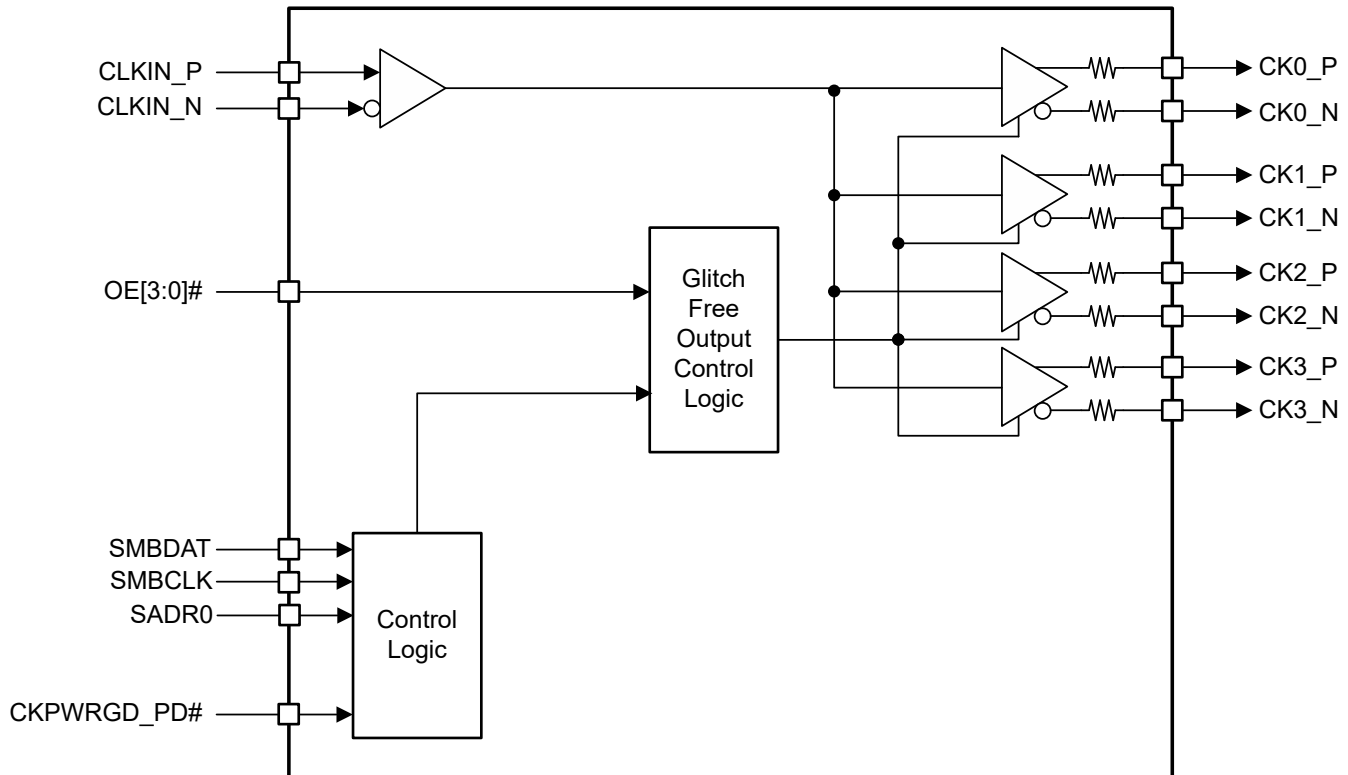 CLKIN_P
CLKIN_N
CK0_P
CK0_N
CK1_P
CK1_N
OE[3:0]#
Glitch
Free
Output
Control
Logic
CK2_P
CK2_N
CK3_P
CK3_N
SMBDAT
SMBCLK
SADR0
Control
Logic
CKPWRGD_PD#